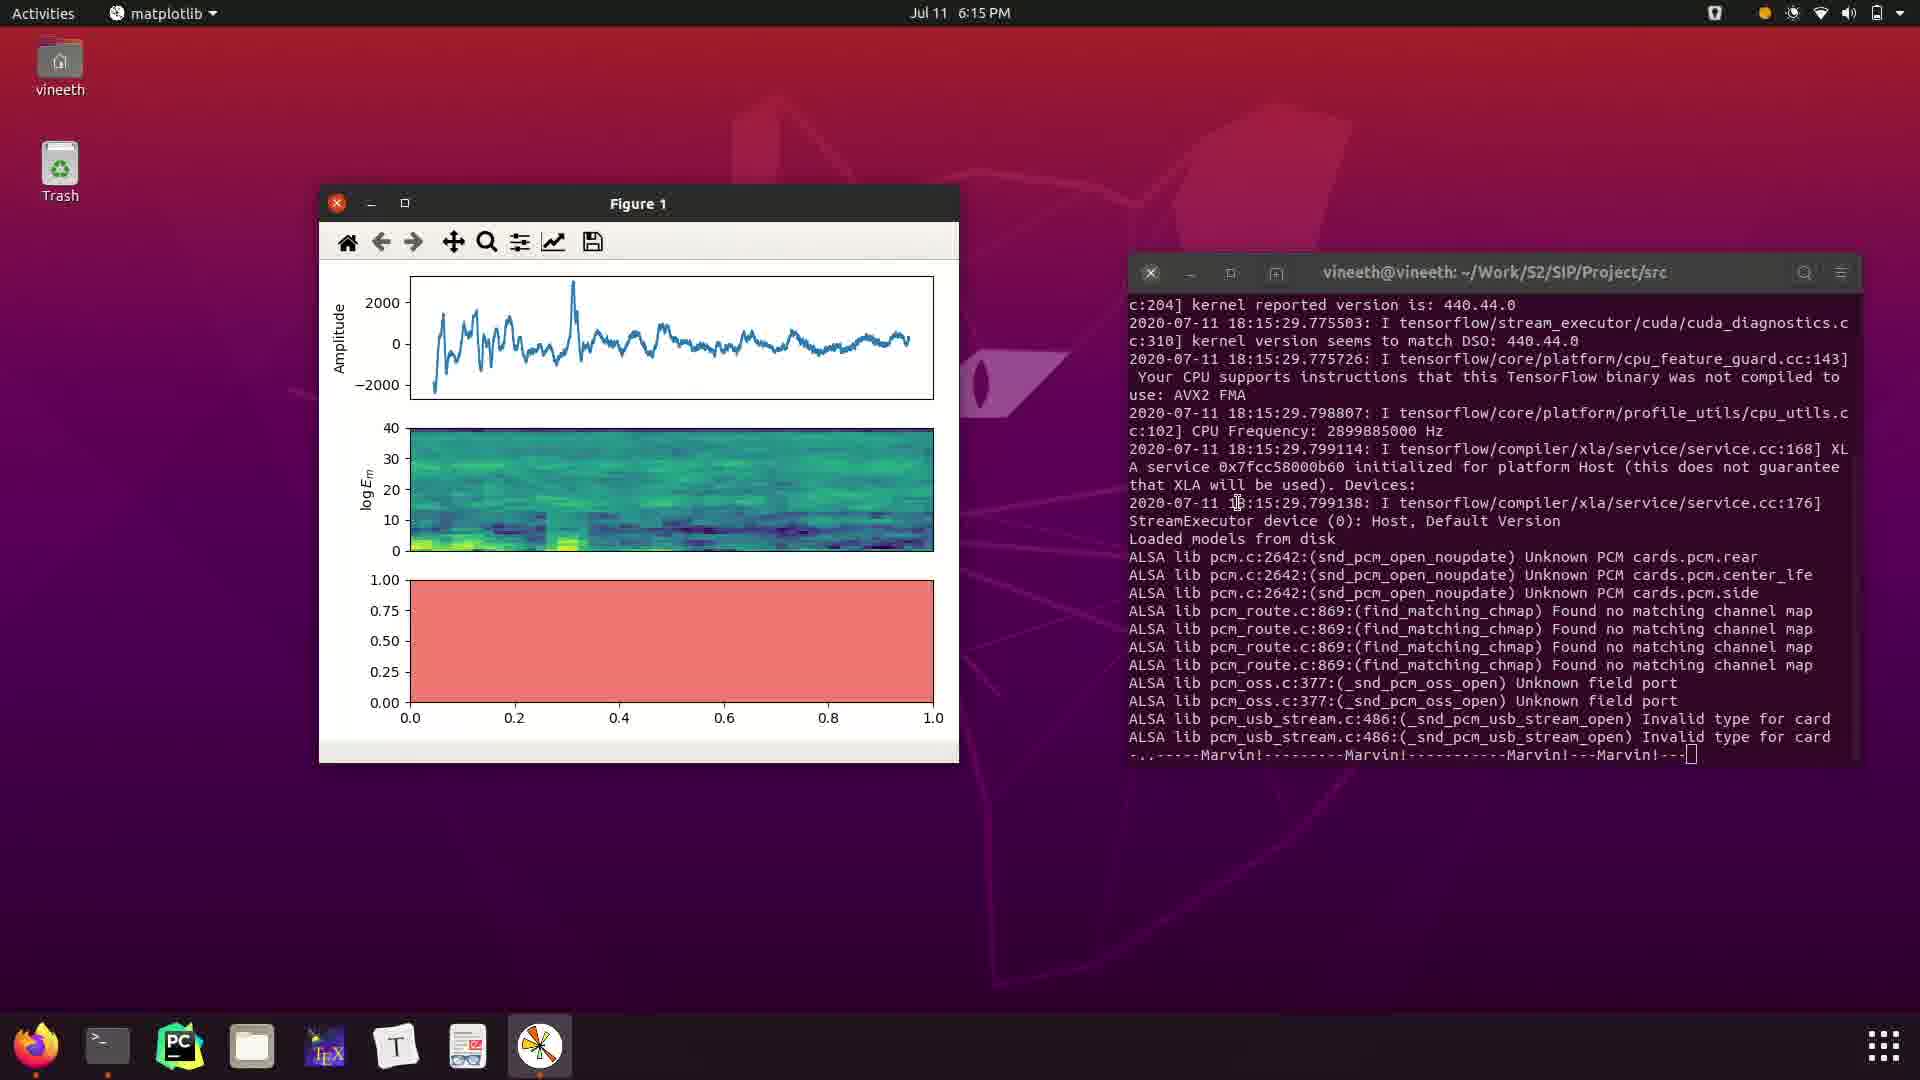 Activities
matplotlib
Jul 11 6:15 PM
vineeth
Trash
Figure 1
Amplitude
2000
0
−2000
log Em
40
30
20
10
0
1.00
0.75
0.50
0.25
0.00
0.0 0.2 0.4 0.6 0.8 1.0
vineeth@vineeth: ~/Work/S2/SIP/Project/src
c:204] kernel reported version is: 440.44.0
2020-07-11 18:15:29.775503: I tensorflow/stream_executor/cuda/cuda_diagnostics.c
c:310] kernel version seems to match DSO: 440.44.0
2020-07-11 18:15:29.775726: I tensorflow/core/platform/cpu_feature_guard.cc:143]
Your CPU supports instructions that this TensorFlow binary was not compiled to
use: AVX2 FMA
2020-07-11 18:15:29.798807: I tensorflow/core/platform/profile_utils/cpu_utils.c
c:102] CPU Frequency: 2899885000 Hz
2020-07-11 18:15:29.799114: I tensorflow/compiler/xla/service/service.cc:168] XL
A service 0x7fcc58000b60 initialized for platform Host (this does not guarantee
that XLA will be used). Devices:
2020-07-11 18:15:29.799138: I tensorflow/compiler/xla/service/service.cc:176]
StreamExecutor device (0): Host, Default Version
Loaded models from disk
ALSA lib pcm.c:2642:(snd_pcm_open_noupdate) Unknown PCM cards.pcm.rear
ALSA lib pcm.c:2642:(snd_pcm_open_noupdate) Unknown PCM cards.pcm.center_lfe
ALSA lib pcm.c:2642:(snd_pcm_open_noupdate) Unknown PCM cards.pcm.side
ALSA lib pcm_route.c:869:(find_matching_chmap) Found no matching channel map
ALSA lib pcm_route.c:869:(find_matching_chmap) Found no matching channel map
ALSA lib pcm_route.c:869:(find_matching_chmap) Found no matching channel map
ALSA lib pcm_route.c:869:(find_matching_chmap) Found no matching channel map
ALSA lib pcm_oss.c:377:(_snd_pcm_oss_open) Unknown field port
ALSA lib pcm_oss.c:377:(_snd_pcm_oss_open) Unknown field port
ALSA lib pcm_usb_stream.c:486:(_snd_pcm_usb_stream_open) Invalid type for card
ALSA lib pcm_usb_stream.c:486:(_snd_pcm_usb_stream_open) Invalid type for card
-..-----Marvin!---------Marvin!-----------Marvin!---Marvin!---
>_
PC
TEX
T